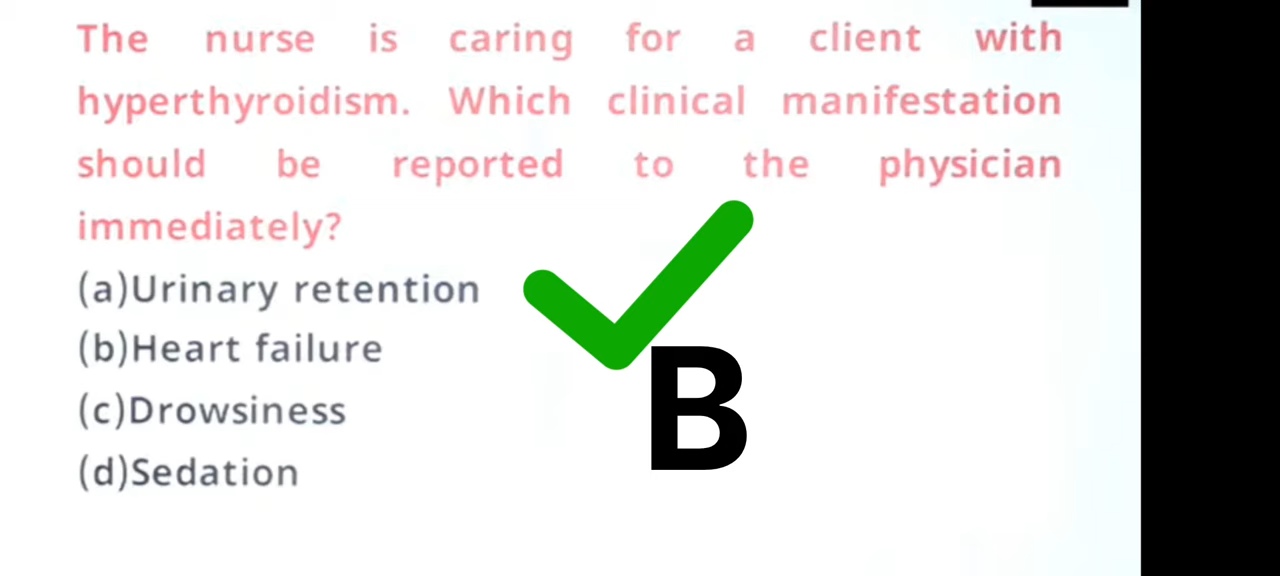 The nurse is caring for a client with
hyperthyroidism. Which clinical manifestation
should be reported to the physician
immediately?
(a)Urinary retention
(b)Heart failure
(c)Drowsiness
(d)Sedation
B